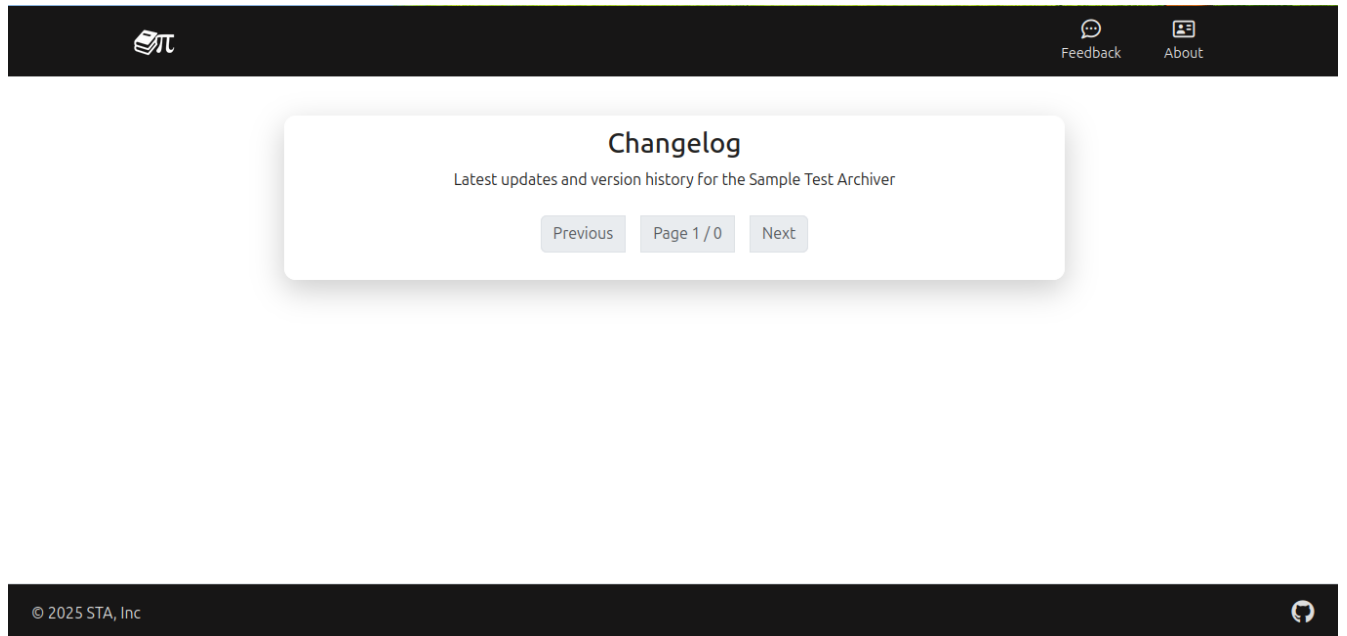 π
Feedback About
Changelog
Latest updates and version history for the Sample Test Archiver
Previous Page 1 / 0 Next
© 2025 STA, Inc